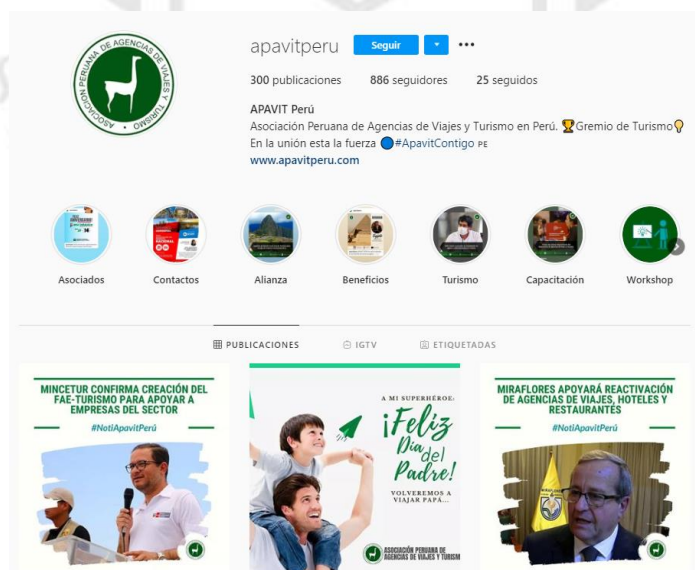 ASOCIACIÓN PERUANA DE AGENCIAS DE VIAJES Y TURISMO
apavitperu Seguir
300 publicaciones 886 seguidores 25 seguidos
APAVIT Perú
Asociación Peruana de Agencias de Viajes y Turismo en Perú. 🏆Gremio de Turismo💡
En la unión esta la fuerza 🔵#ApavitContigo PE
www.apavitperu.com
Asociados Contactos Alianza Beneficios Turismo Capacitación Workshop
PUBLICACIONES IGTV ETIQUETADAS
MINCETUR CONFIRMA CREACIÓN DEL
FAE-TURISMO PARA APOYAR A
EMPRESAS DEL SECTOR
#NotiApavitPerú
A MI SUPERHÉROE:
¡Feliz
Día del
Padre!
VOLVEREMOS A
VIAJAR PAPÁ...
ASOCIACIÓN PERUANA DE
AGENCIAS DE VIAJES Y TURISM
MIRAFLORES APOYARÁ REACTIVACIÓN
DE AGENCIAS DE VIAJES, HOTELES Y
RESTAURANTES
#NotiApavitPerú